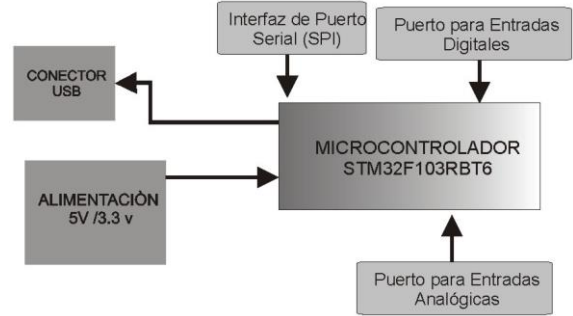 Interfaz de Puerto
Serial (SPI)
Puerto para Entradas
Digitales
CONECTOR
USB
MICROCONTROLADOR
STM32F103RBT6
ALIMENTACIÒN
5V /3.3 v
Puerto para Entradas
Analógicas